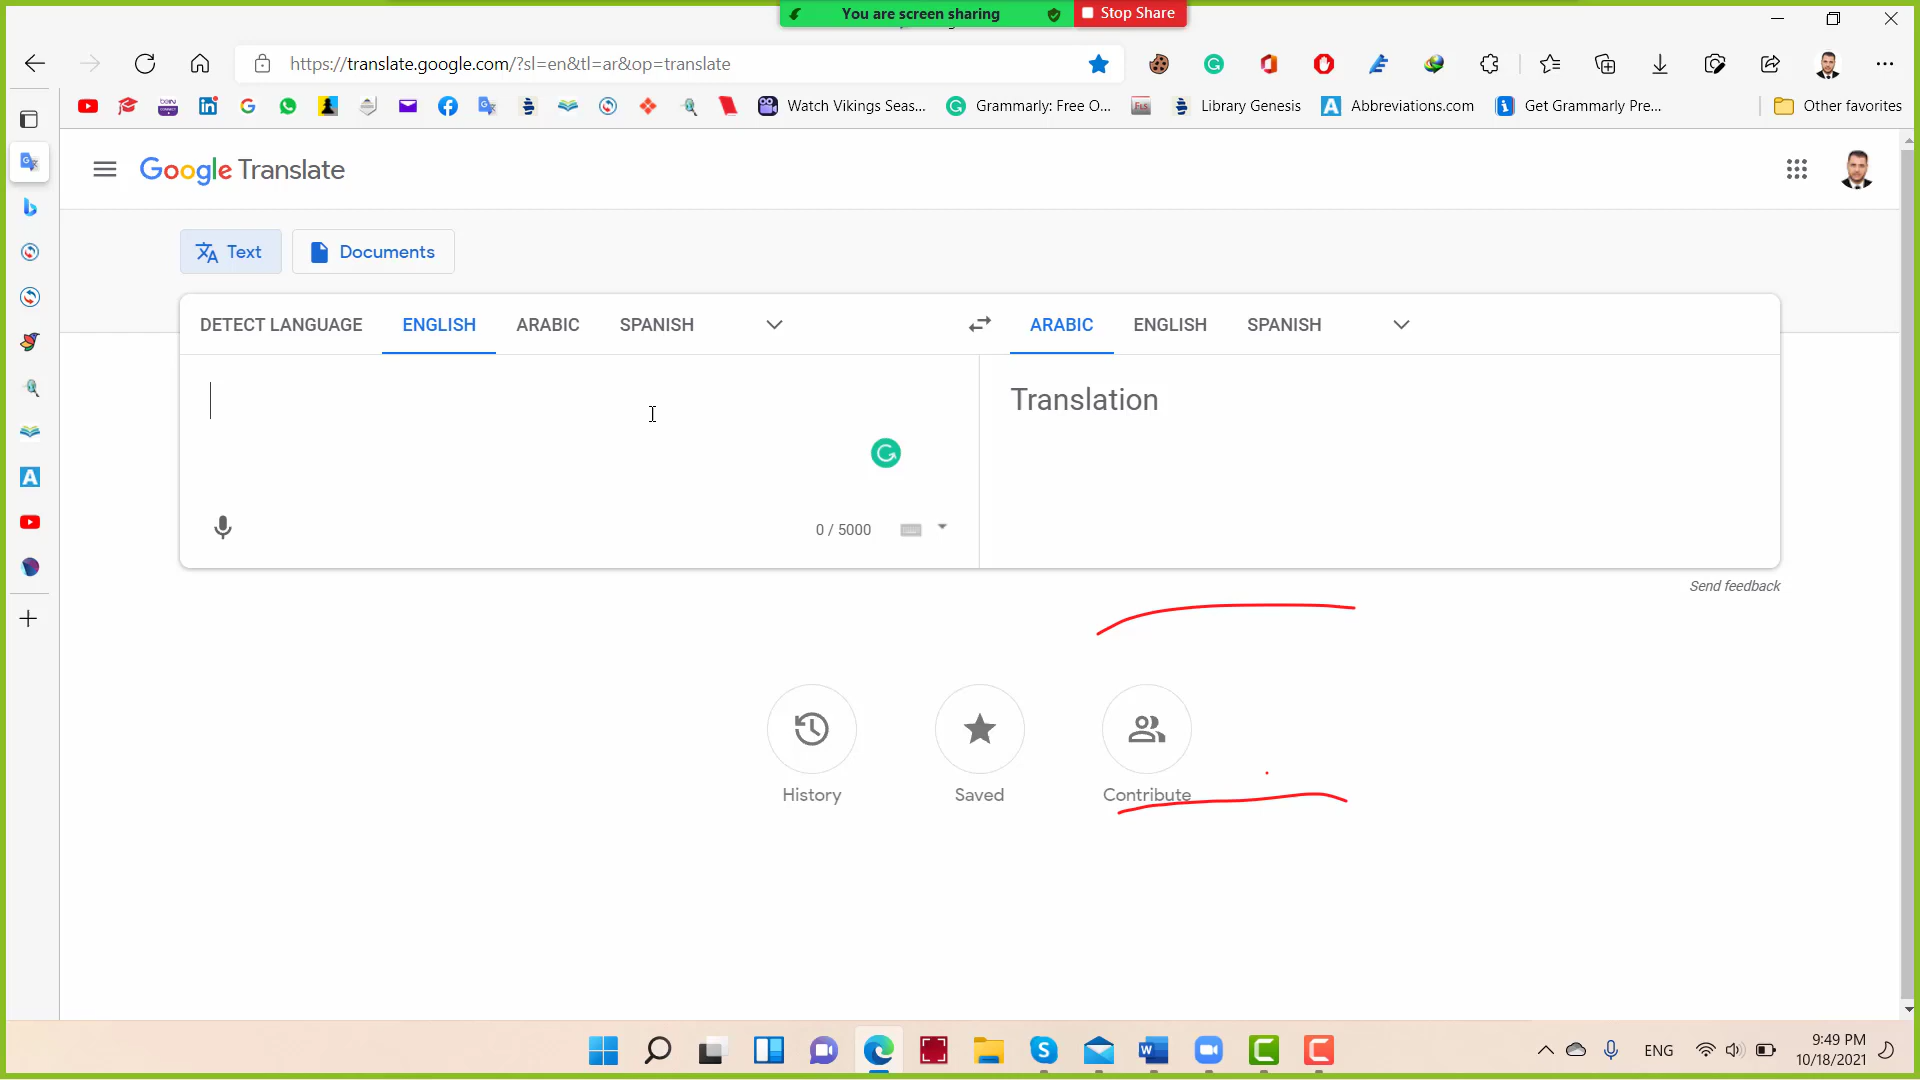 You are screen sharing
Stop Share
https://translate.google.com/?sl=en&tl=ar&op=translate
Watch Vikings Seas...
Grammarly: Free O...
Library Genesis
Abbreviations.com
Get Grammarly Pre...
Other favorites
Google Translate
Text
Documents
DETECT LANGUAGE
ENGLISH
ARABIC
SPANISH
ARABIC
ENGLISH
SPANISH
Translation
0 / 5000
Send feedback
History
Saved
Contribute
ENG
9:49 PM
10/18/2021